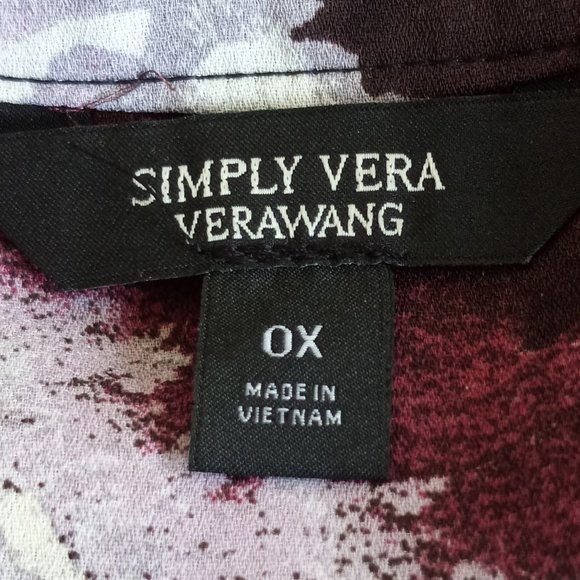 SIMPLY VERA
VERAWANG
0X
MADE IN
VIETNAM